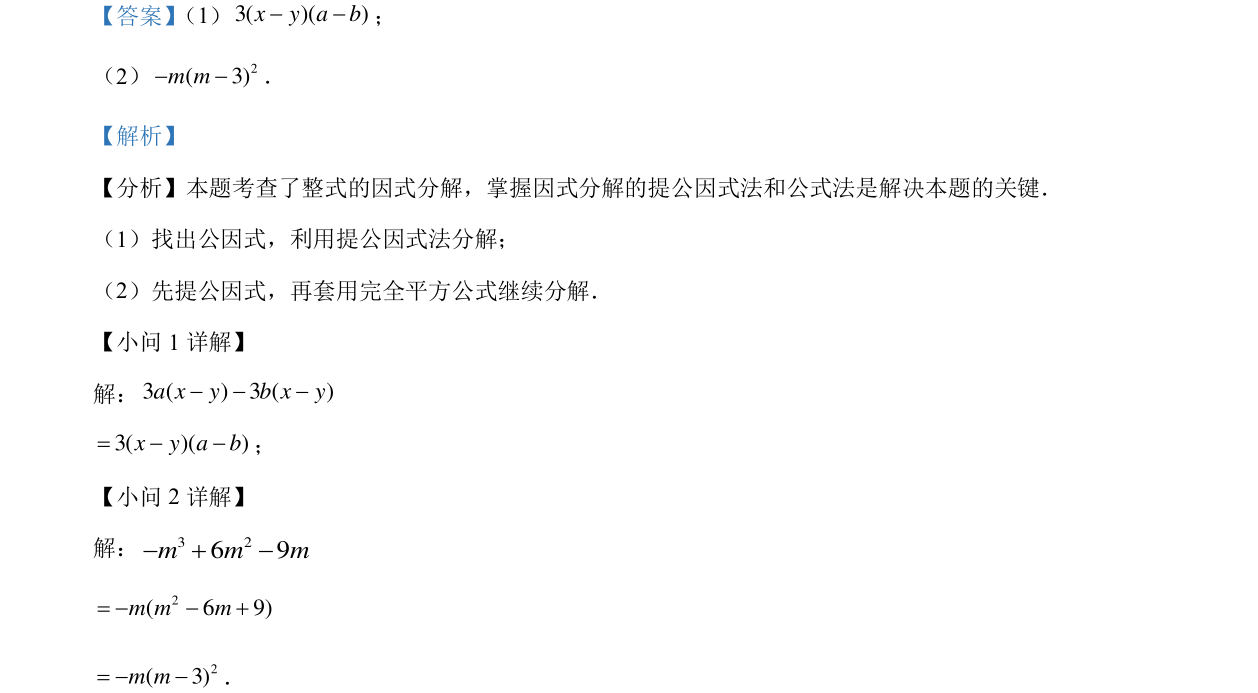 【答案】（1）3(x − y)(a − b)；
（2）−m(m − 3)²．
【解析】
【分析】本题考查了整式的因式分解，掌握因式分解的提公因式法和公式法是解决本题的关键．
（1）找出公因式，利用提公因式法分解；
（2）先提公因式，再套用完全平方公式继续分解．
【小问 1 详解】
解：3a(x − y) − 3b(x − y)
= 3(x − y)(a − b)；
【小问 2 详解】
解：−m³ + 6m² − 9m
= −m(m² − 6m + 9)
= −m(m − 3)²．